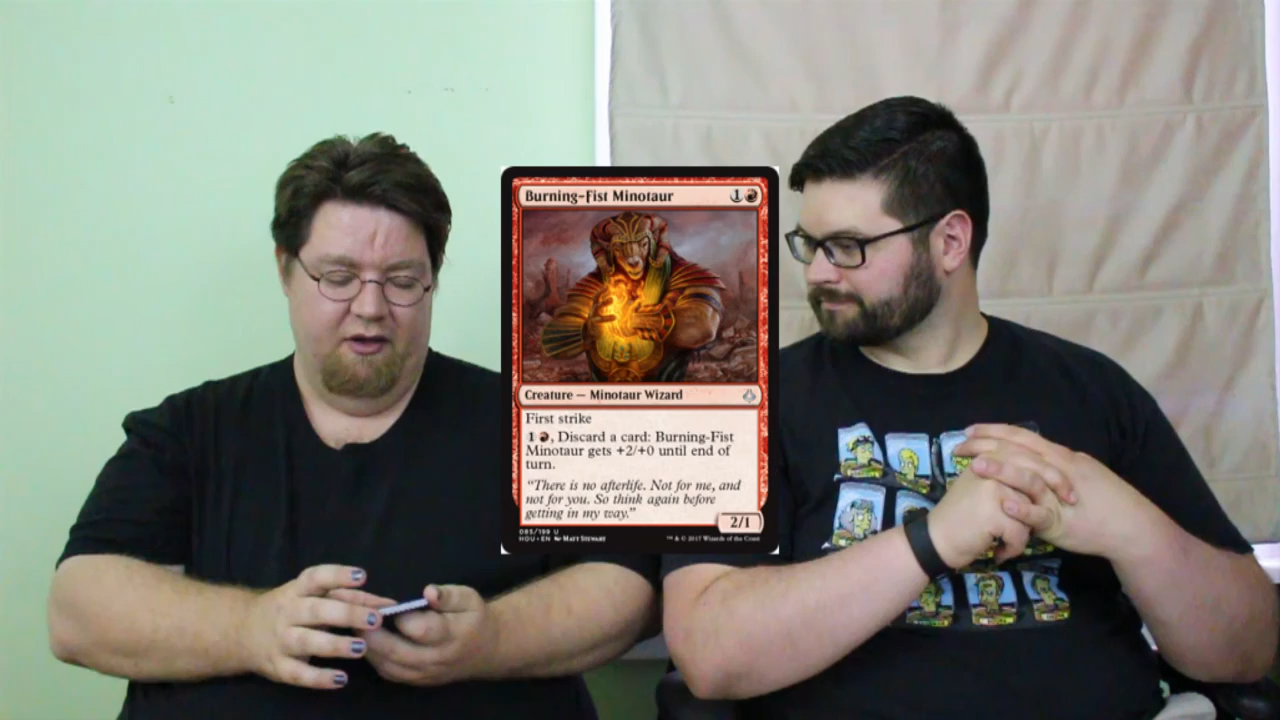 Burning-Fist Minotaur 1
Creature — Minotaur Wizard
First strike
1 , Discard a card: Burning-Fist
Minotaur gets +2/+0 until end of
turn.
"There is no afterlife. Not for me, and
not for you. So think again before
getting in my way."
2/1
085/199 U
HOU • EN Matt Stewart
™ & © 2017 Wizards of the Coast